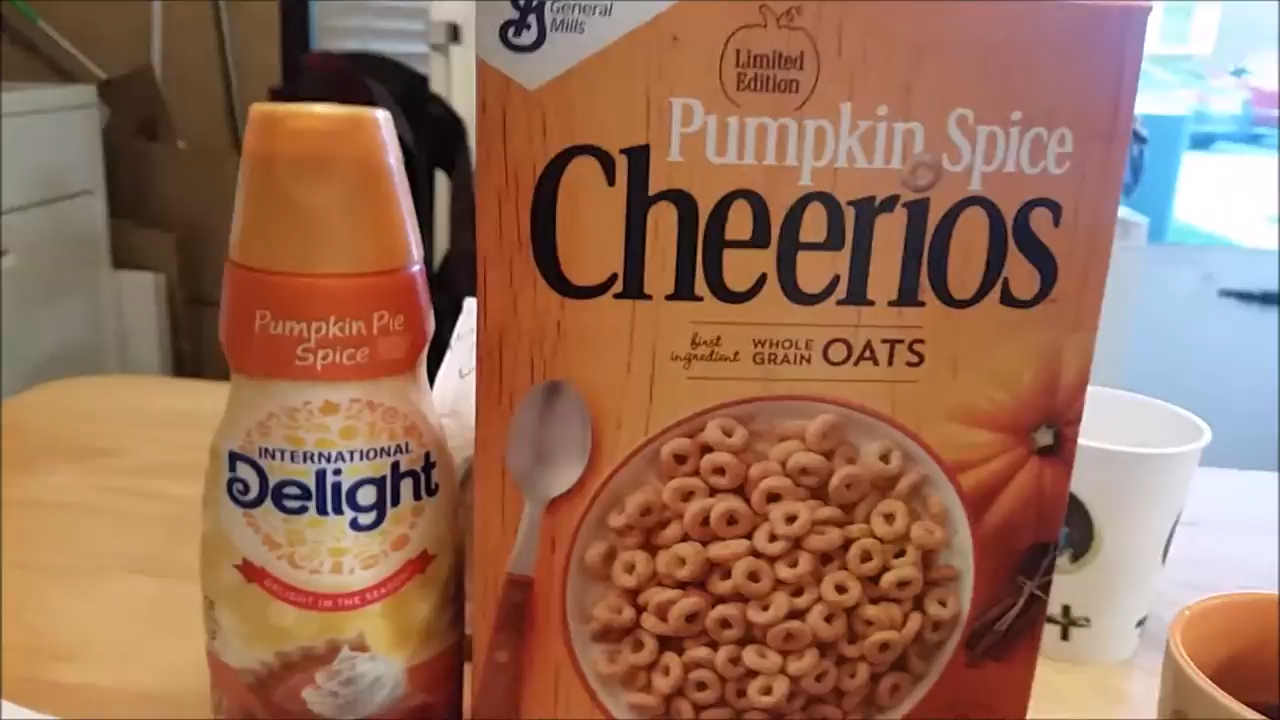 General
Mills
Limited
Edition
Pumpkin Spice
Cheerios
first
ingredient
WHOLE
GRAIN
OATS
Pumpkin Pie
Spice
INTERNATIONAL
Delight
DELIGHT IN THE SEASON